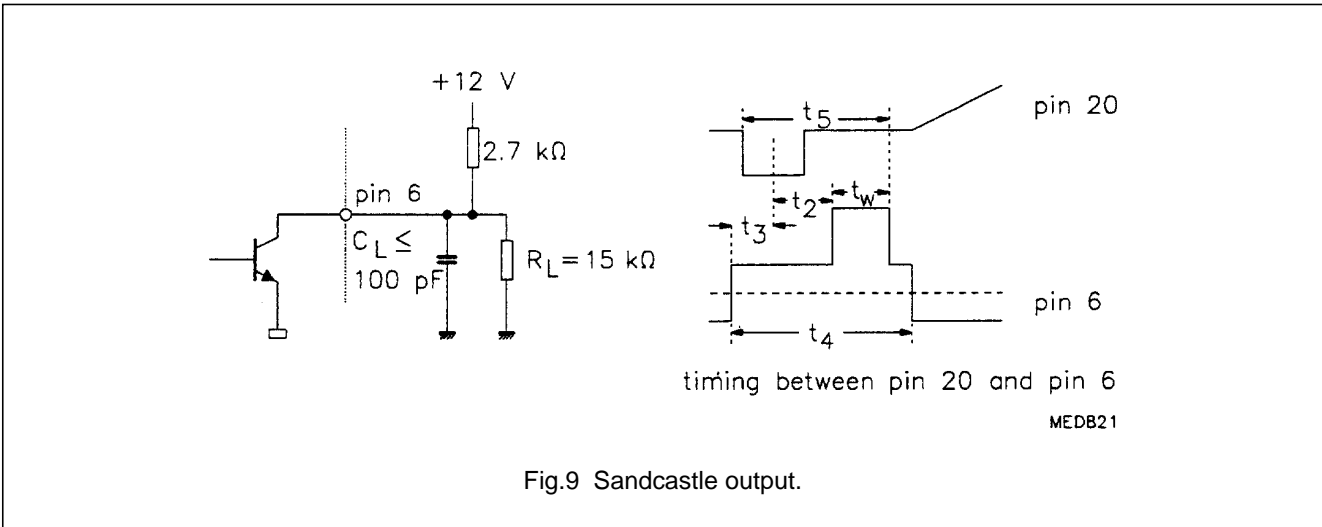 +12 V
2.7 kΩ
pin 6
C_L ≤
100 pF
R_L = 15 kΩ
t5
pin 20
t2
tw
t3
pin 6
t4
timing between pin 20 and pin 6
MEDB21
Fig.9 Sandcastle output.